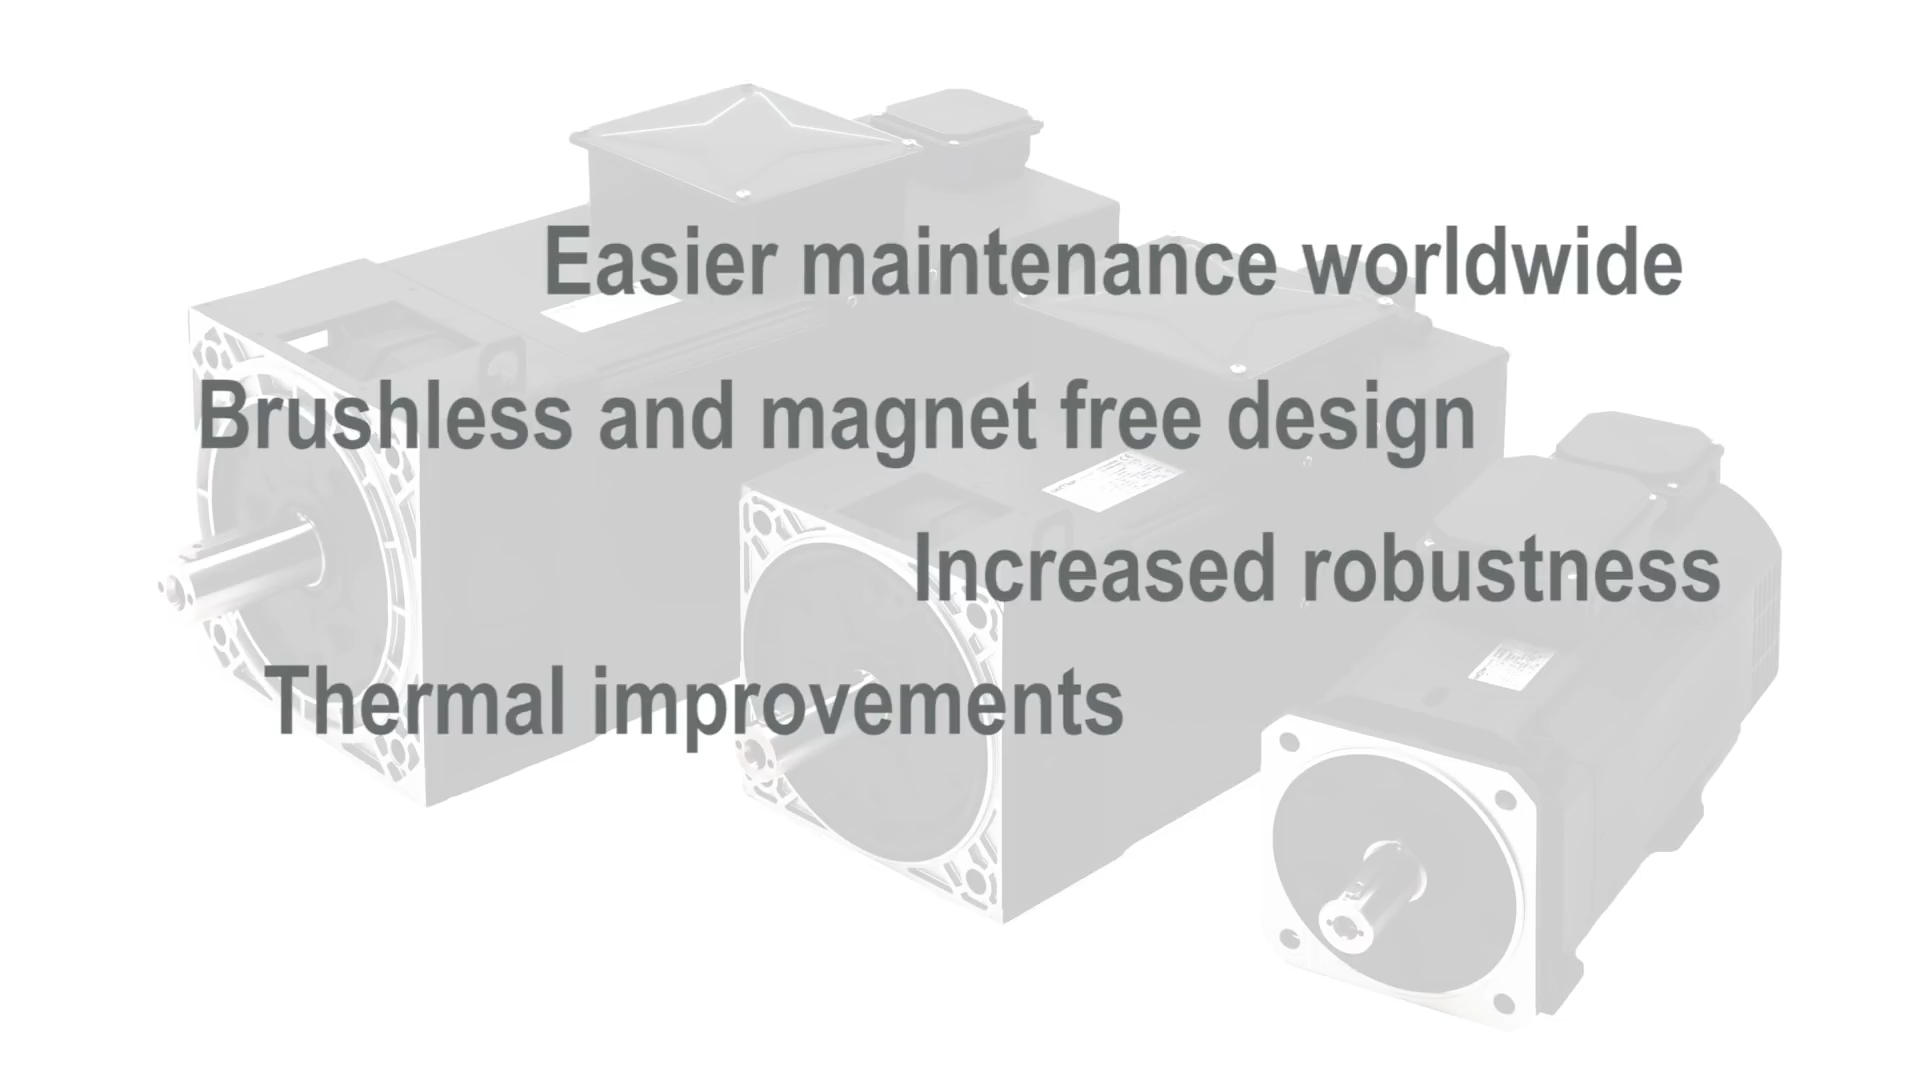 Easier maintenance worldwide
Brushless and magnet free design
Increased robustness
Thermal improvements